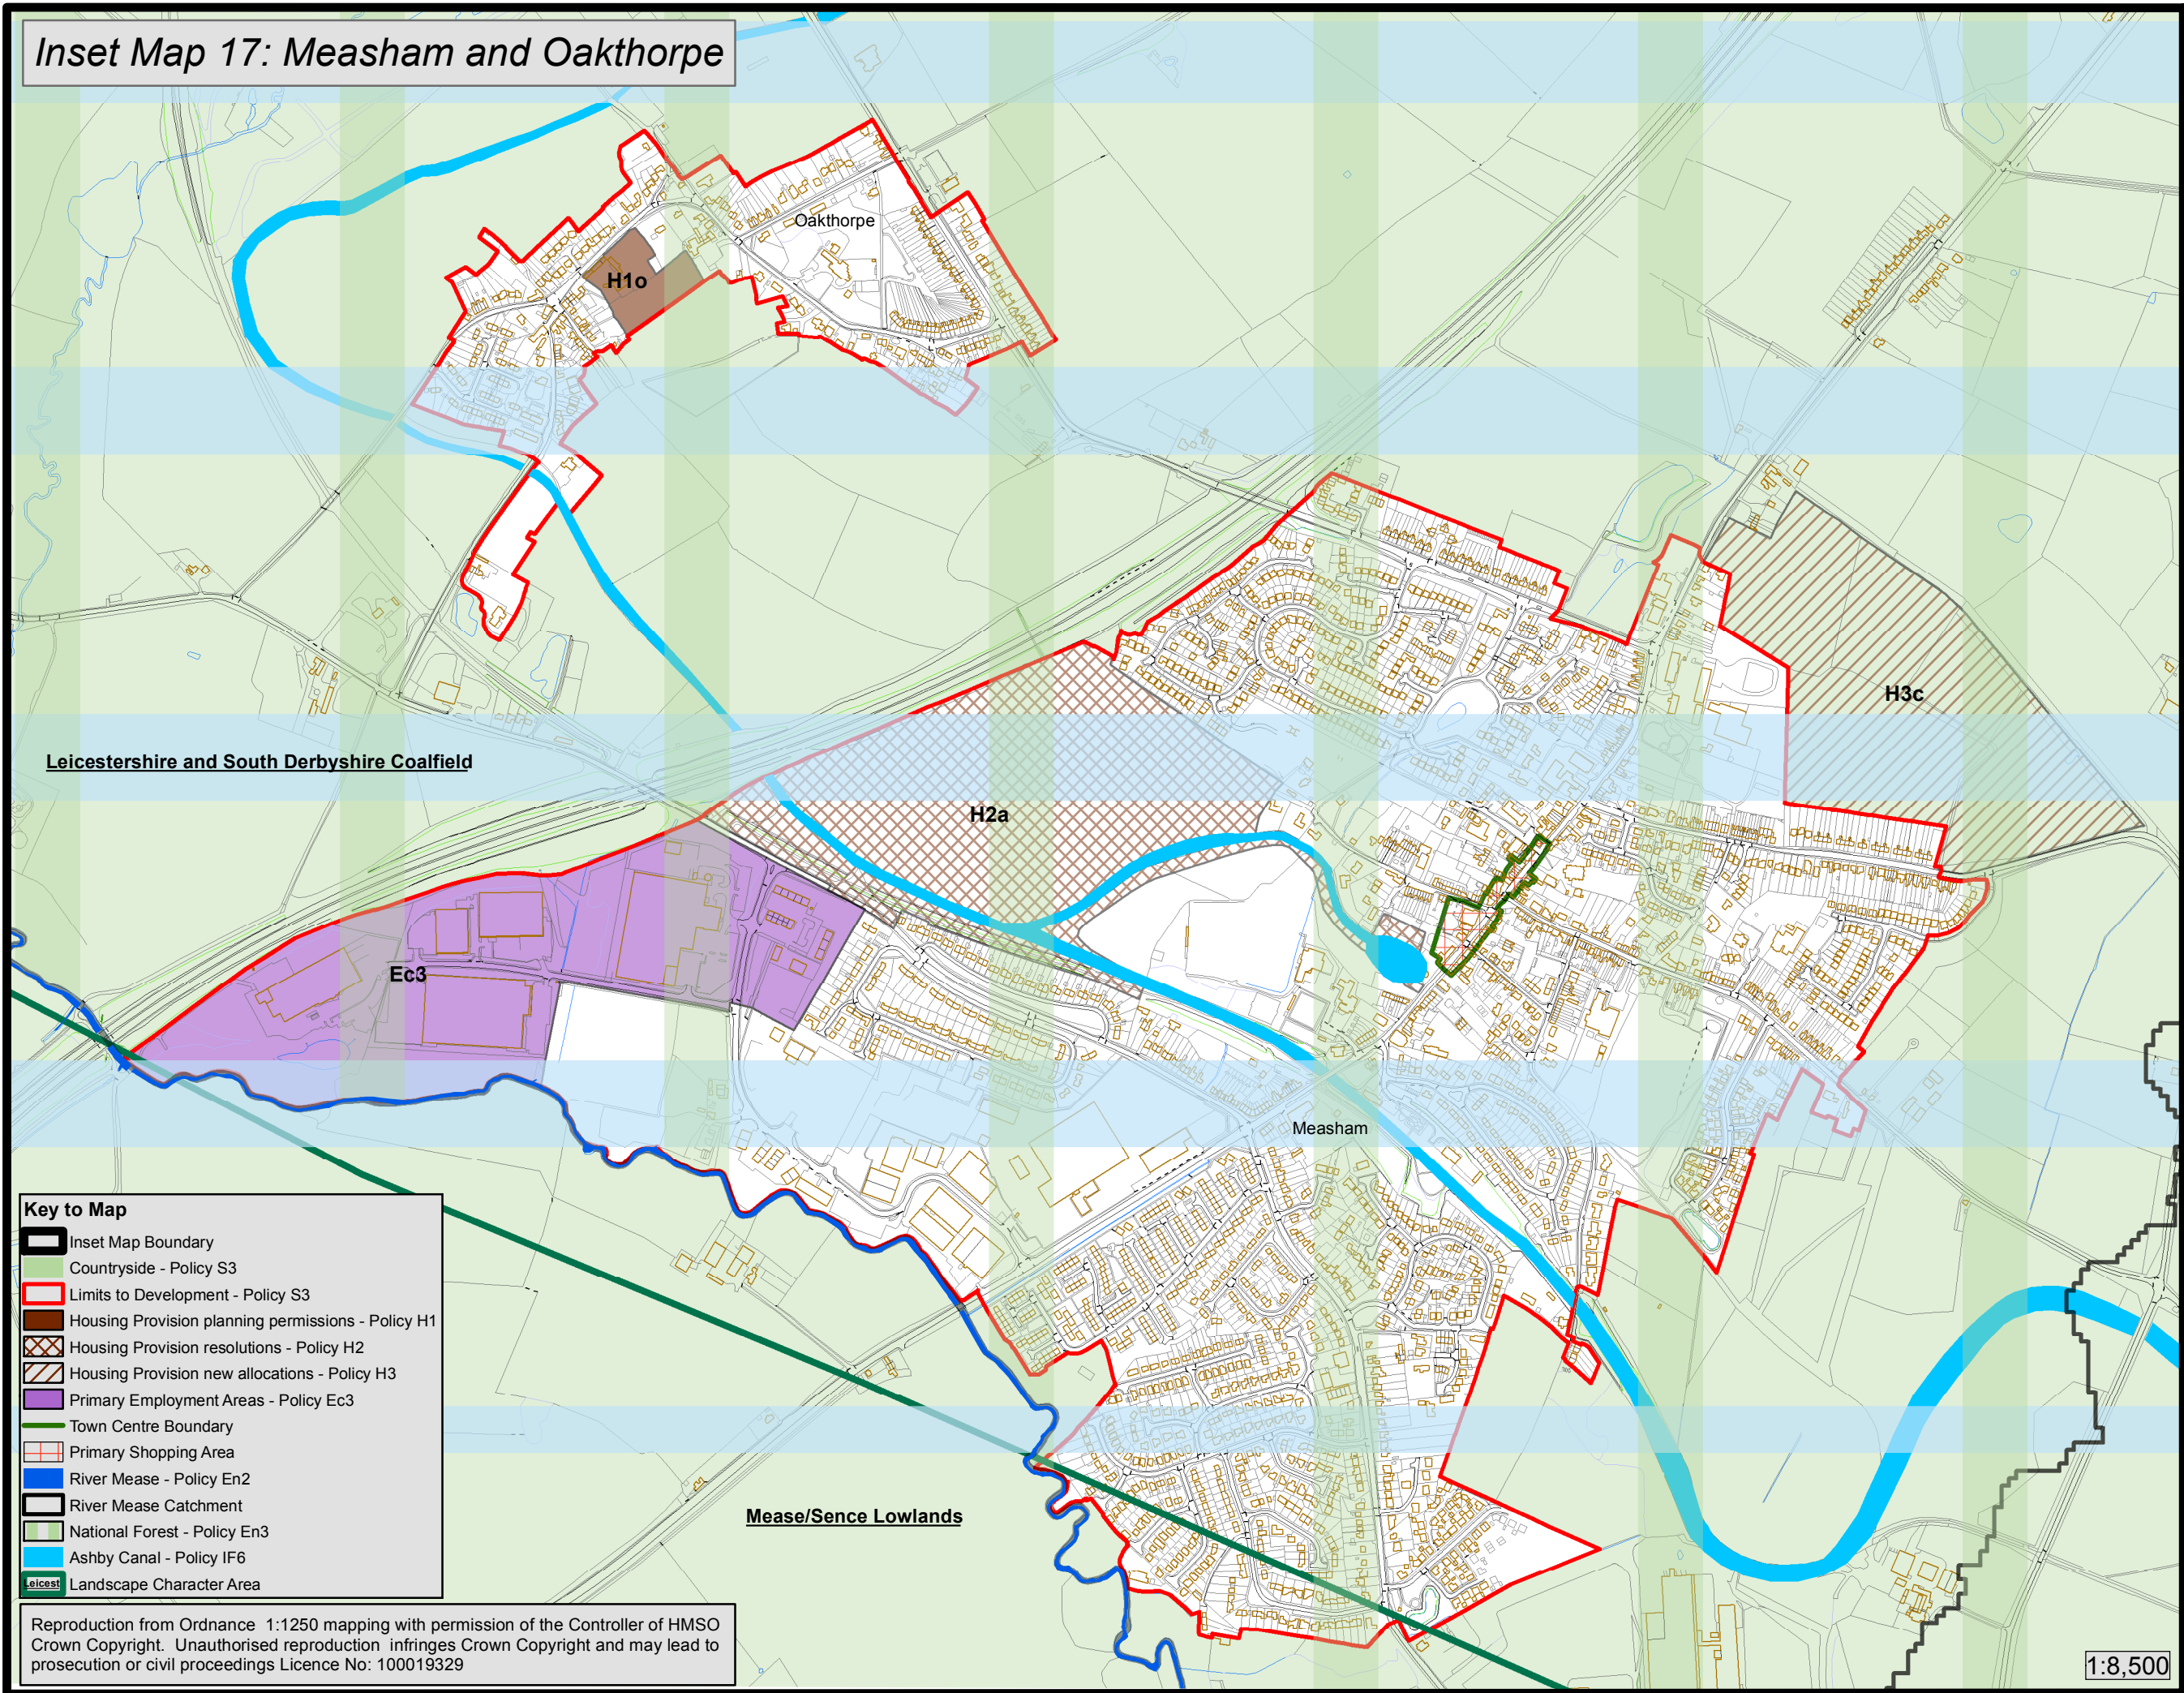 Inset Map 17: Measham and Oakthorpe
Oakthorpe
H1o
H3c
Leicestershire and South Derbyshire Coalfield
H2a
Ec3
Measham
Mease/Sence Lowlands
Key to Map
Inset Map Boundary
Countryside - Policy S3
Limits to Development - Policy S3
Housing Provision planning permissions - Policy H1
Housing Provision resolutions - Policy H2
Housing Provision new allocations - Policy H3
Primary Employment Areas - Policy Ec3
Town Centre Boundary
Primary Shopping Area
River Mease - Policy En2
River Mease Catchment
National Forest - Policy En3
Ashby Canal - Policy IF6
Leicest Landscape Character Area
Reproduction from Ordnance 1:1250 mapping with permission of the Controller of HMSO
Crown Copyright. Unauthorised reproduction infringes Crown Copyright and may lead to
prosecution or civil proceedings Licence No: 100019329
1:8,500